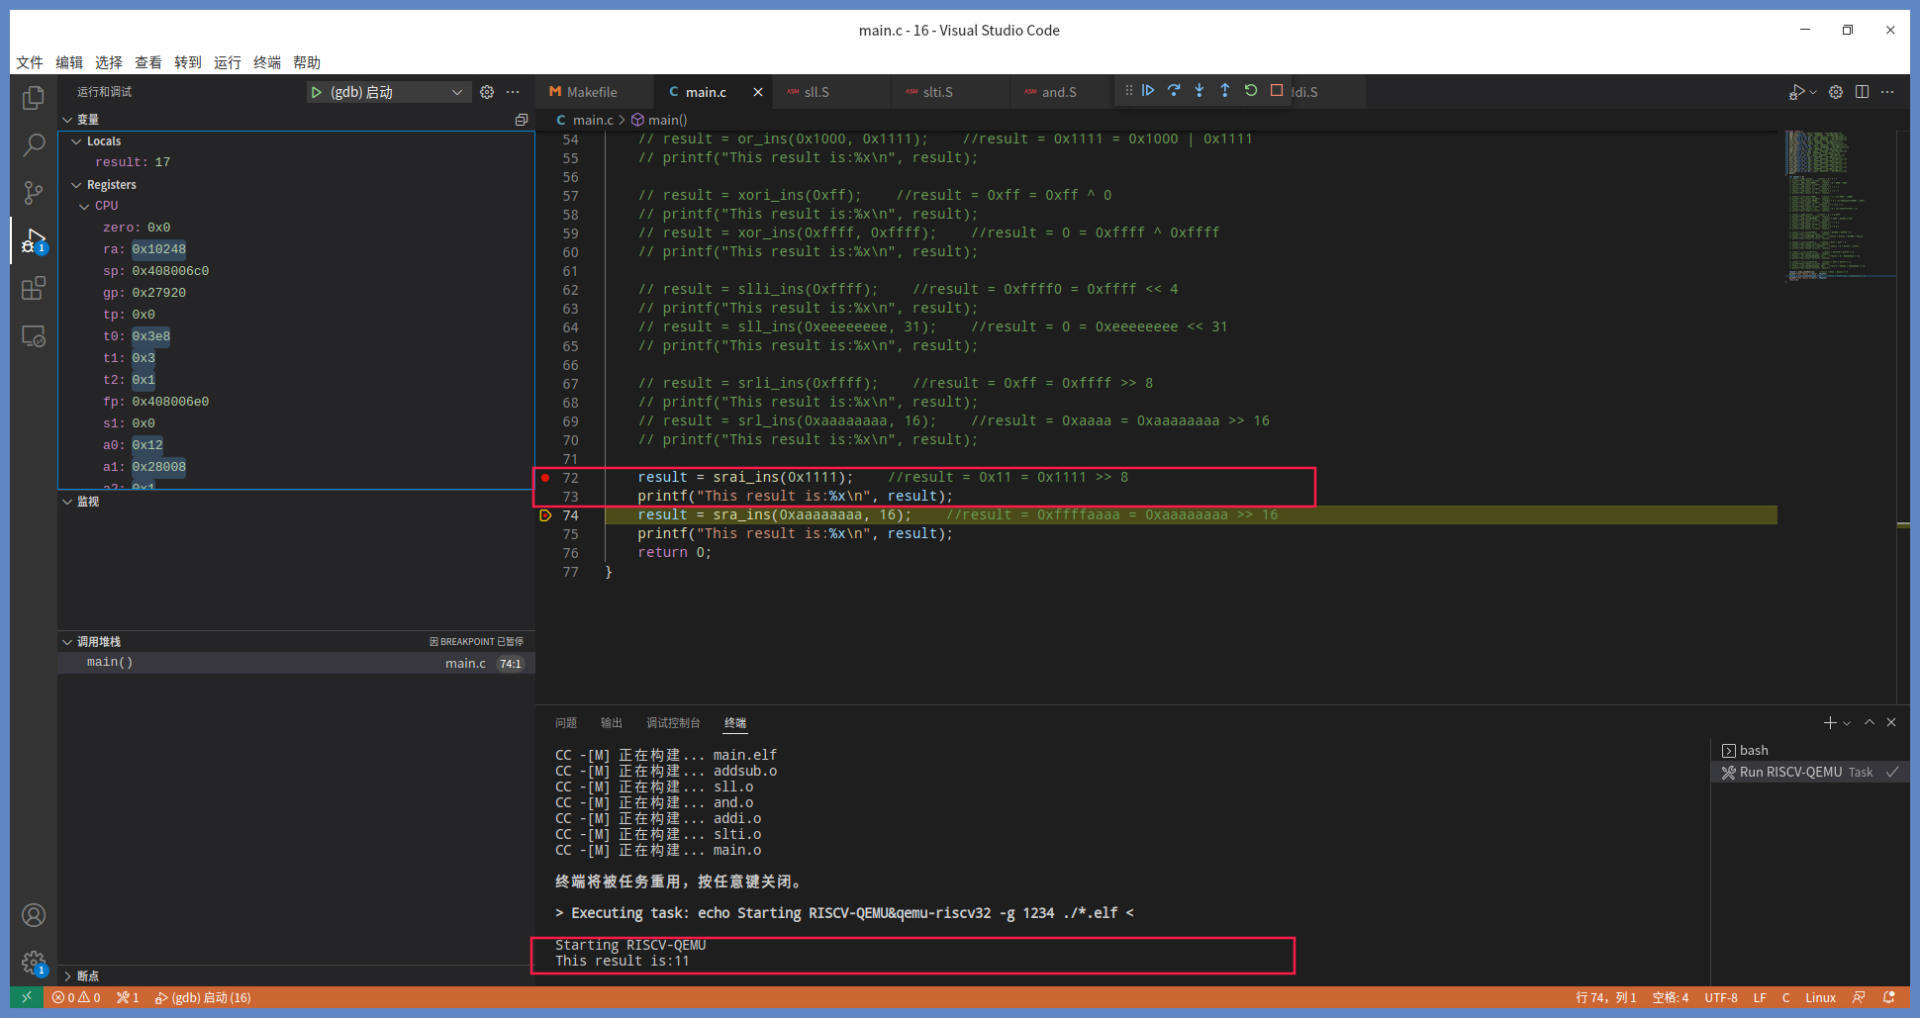 main.c - 16 - Visual Studio Code
文件 编辑 选择 查看 转到 运行 终端 帮助
运行和调试
(gdb) 启动
Makefile
main.c
sll.S
slti.S
and.S
ddi.S
变量
Locals
result: 17
Registers
CPU
zero: 0x0
ra: 0x10248
sp: 0x408006c0
gp: 0x27920
tp: 0x0
t0: 0x3e8
t1: 0x3
t2: 0x1
fp: 0x408006e0
s1: 0x0
a0: 0x12
a1: 0x28008
a2: 0x1
监视
调用堆栈
因 BREAKPOINT 已暂停
main() main.c 74:1
断点
C main.c > main()
54 // result = or_ins(0x1000, 0x1111); //result = 0x1111 = 0x1000 | 0x1111
55 // printf("This result is:%x\n", result);
56
57 // result = xori_ins(0xff); //result = 0xff = 0xff ^ 0
58 // printf("This result is:%x\n", result);
59 // result = xor_ins(0xffff, 0xffff); //result = 0 = 0xffff ^ 0xffff
60 // printf("This result is:%x\n", result);
61
62 // result = slli_ins(0xffff); //result = 0xffff0 = 0xffff << 4
63 // printf("This result is:%x\n", result);
64 // result = sll_ins(0xeeeeeeee, 31); //result = 0 = 0xeeeeeeee << 31
65 // printf("This result is:%x\n", result);
66
67 // result = srli_ins(0xffff); //result = 0xff = 0xffff >> 8
68 // printf("This result is:%x\n", result);
69 // result = srl_ins(0xaaaaaaaa, 16); //result = 0xaaaa = 0xaaaaaaaa >> 16
70 // printf("This result is:%x\n", result);
71
72 result = srai_ins(0x1111); //result = 0x11 = 0x1111 >> 8
73 printf("This result is:%x\n", result);
74 result = sra_ins(0xaaaaaaaa, 16); //result = 0xffffaaaa = 0xaaaaaaaa >> 16
75 printf("This result is:%x\n", result);
76 return 0;
77 }
问题 输出 调试控制台 终端
CC -[M] 正在构建... main.elf
CC -[M] 正在构建... addsub.o
CC -[M] 正在构建... sll.o
CC -[M] 正在构建... and.o
CC -[M] 正在构建... addi.o
CC -[M] 正在构建... slti.o
CC -[M] 正在构建... main.o
终端将被任务重用，按任意键关闭。
> Executing task: echo Starting RISCV-QEMU&qemu-riscv32 -g 1234 ./*.elf <
Starting RISCV-QEMU
This result is:11
bash
Run RISCV-QEMU Task
1
1
0 0 1 (gdb) 启动 (16)
行 74，列 1 空格: 4 UTF-8 LF C Linux